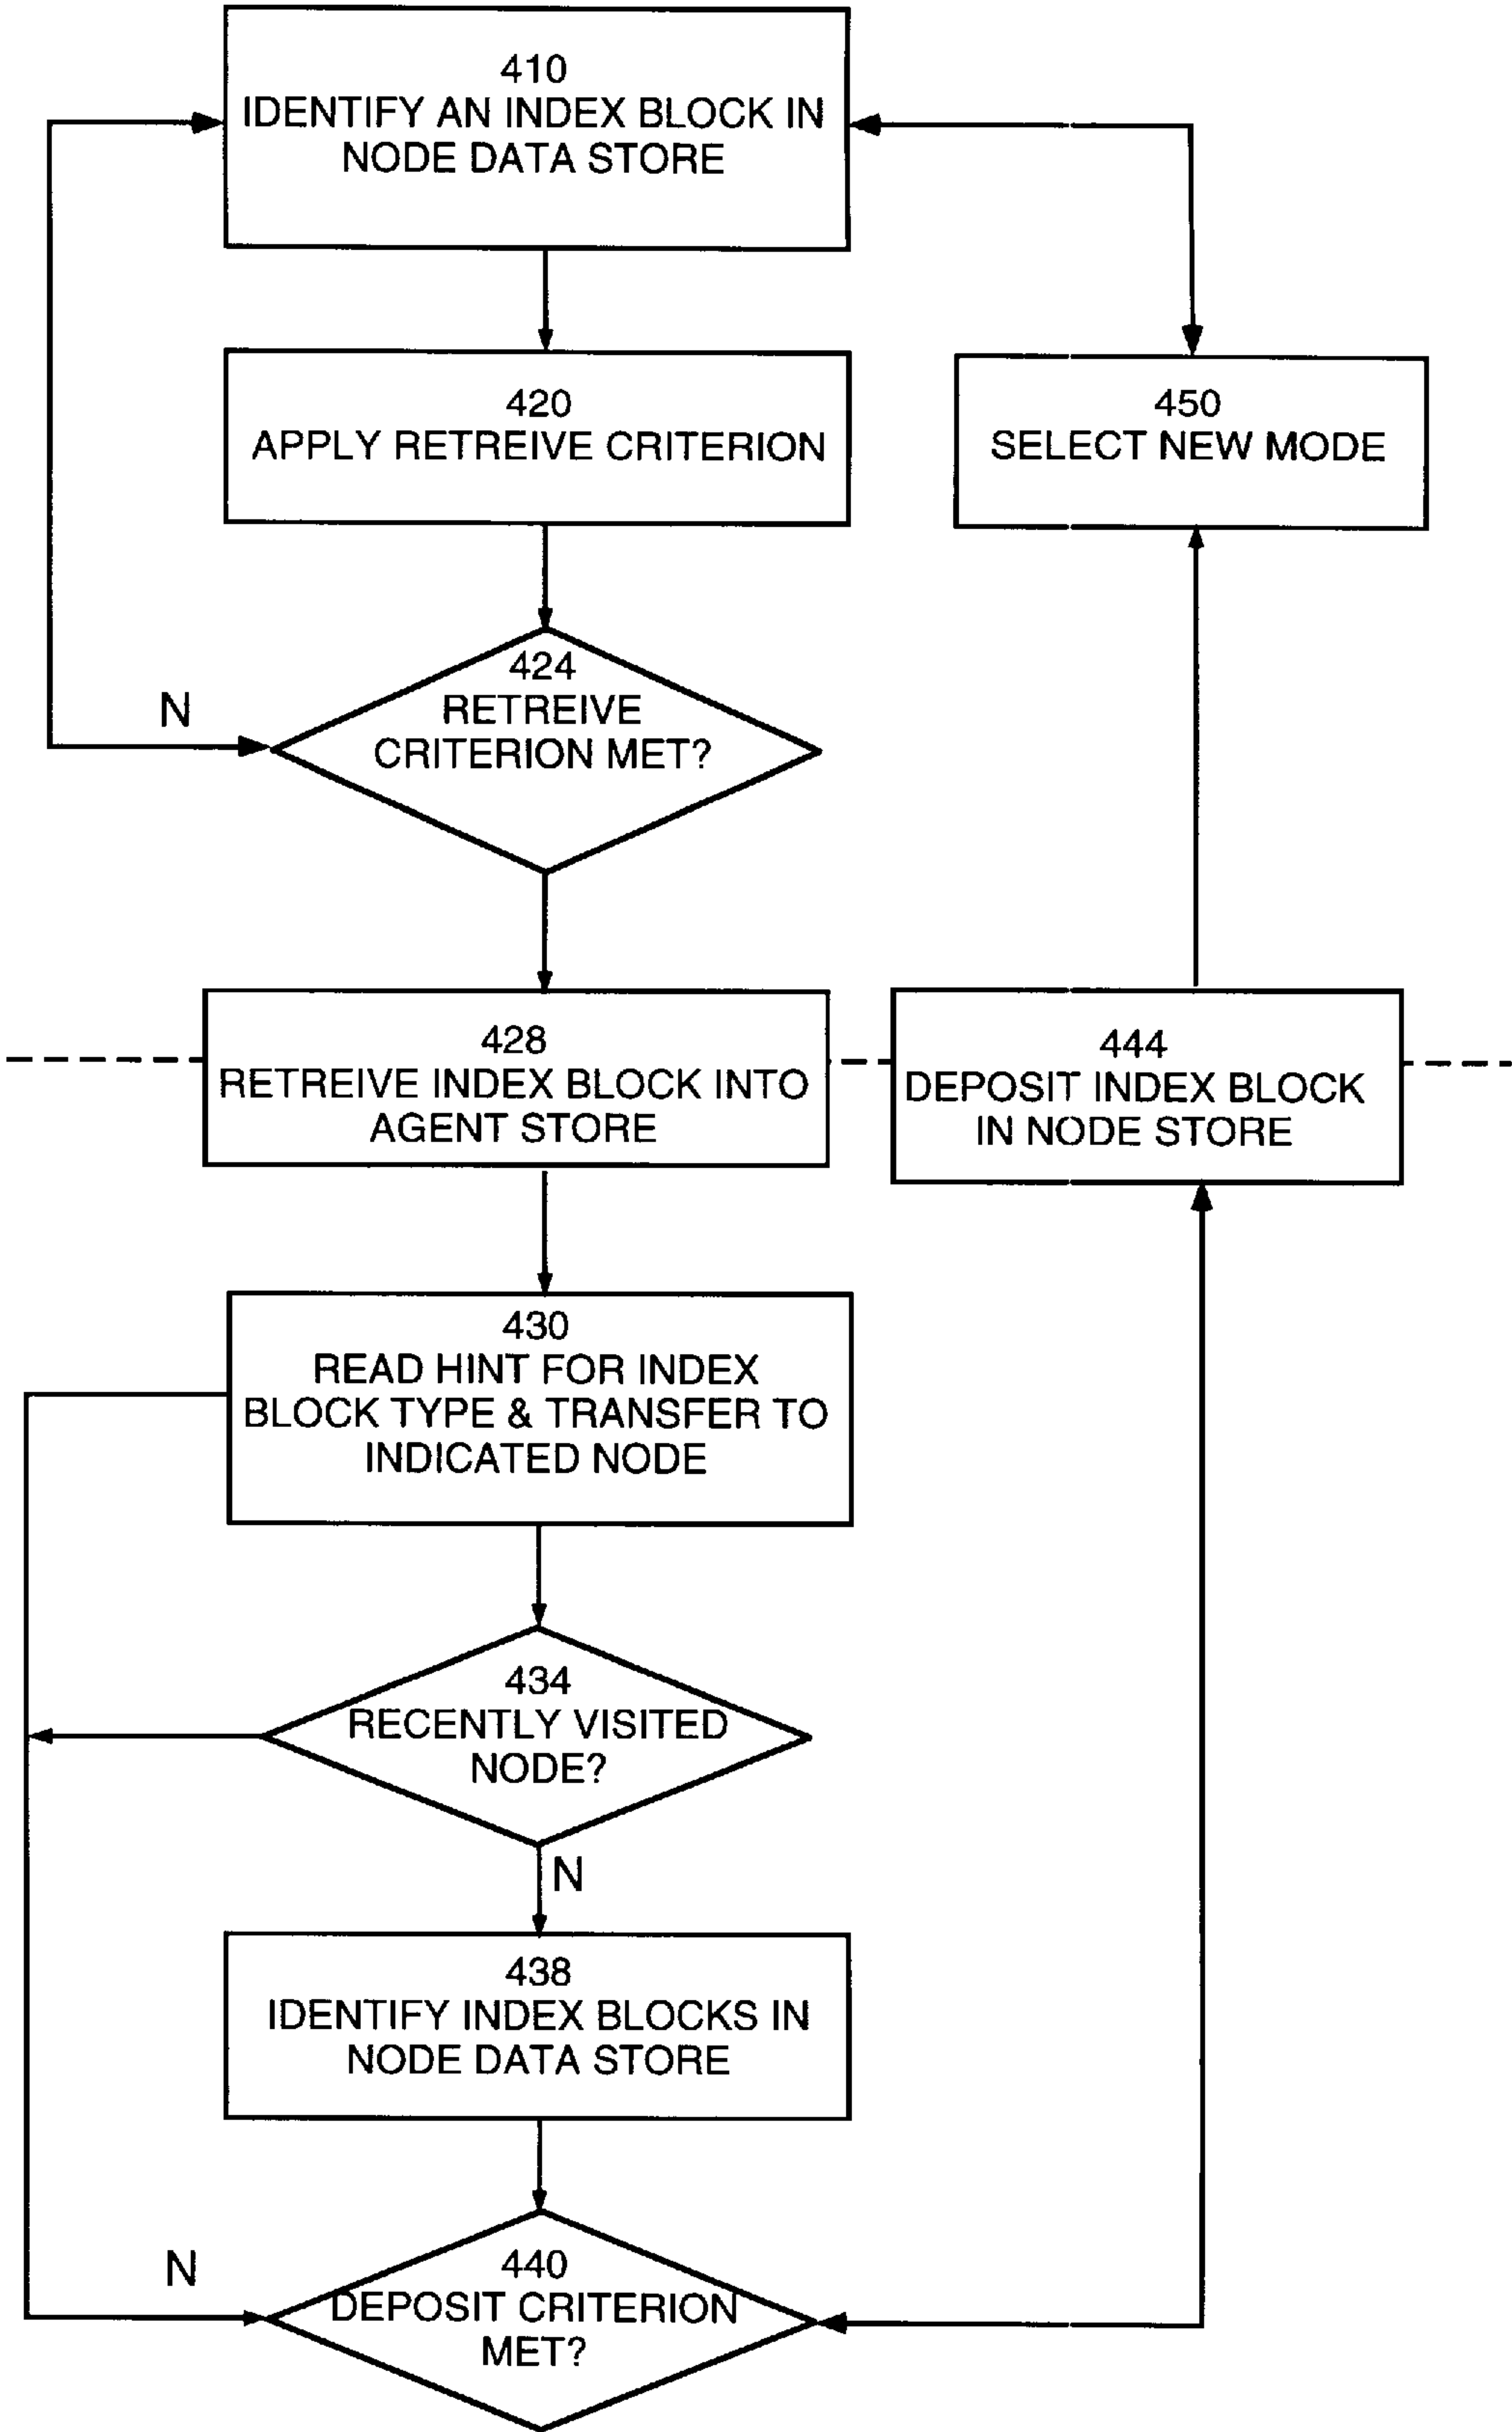 410
IDENTIFY AN INDEX BLOCK IN
NODE DATA STORE
420
APPLY RETREIVE CRITERION
450
SELECT NEW MODE
424
RETREIVE
CRITERION MET?
N
428
RETREIVE INDEX BLOCK INTO
AGENT STORE
444
DEPOSIT INDEX BLOCK
IN NODE STORE
430
READ HINT FOR INDEX
BLOCK TYPE & TRANSFER TO
INDICATED NODE
434
RECENTLY VISITED
NODE?
N
438
IDENTIFY INDEX BLOCKS IN
NODE DATA STORE
N
440
DEPOSIT CRITERION
MET?